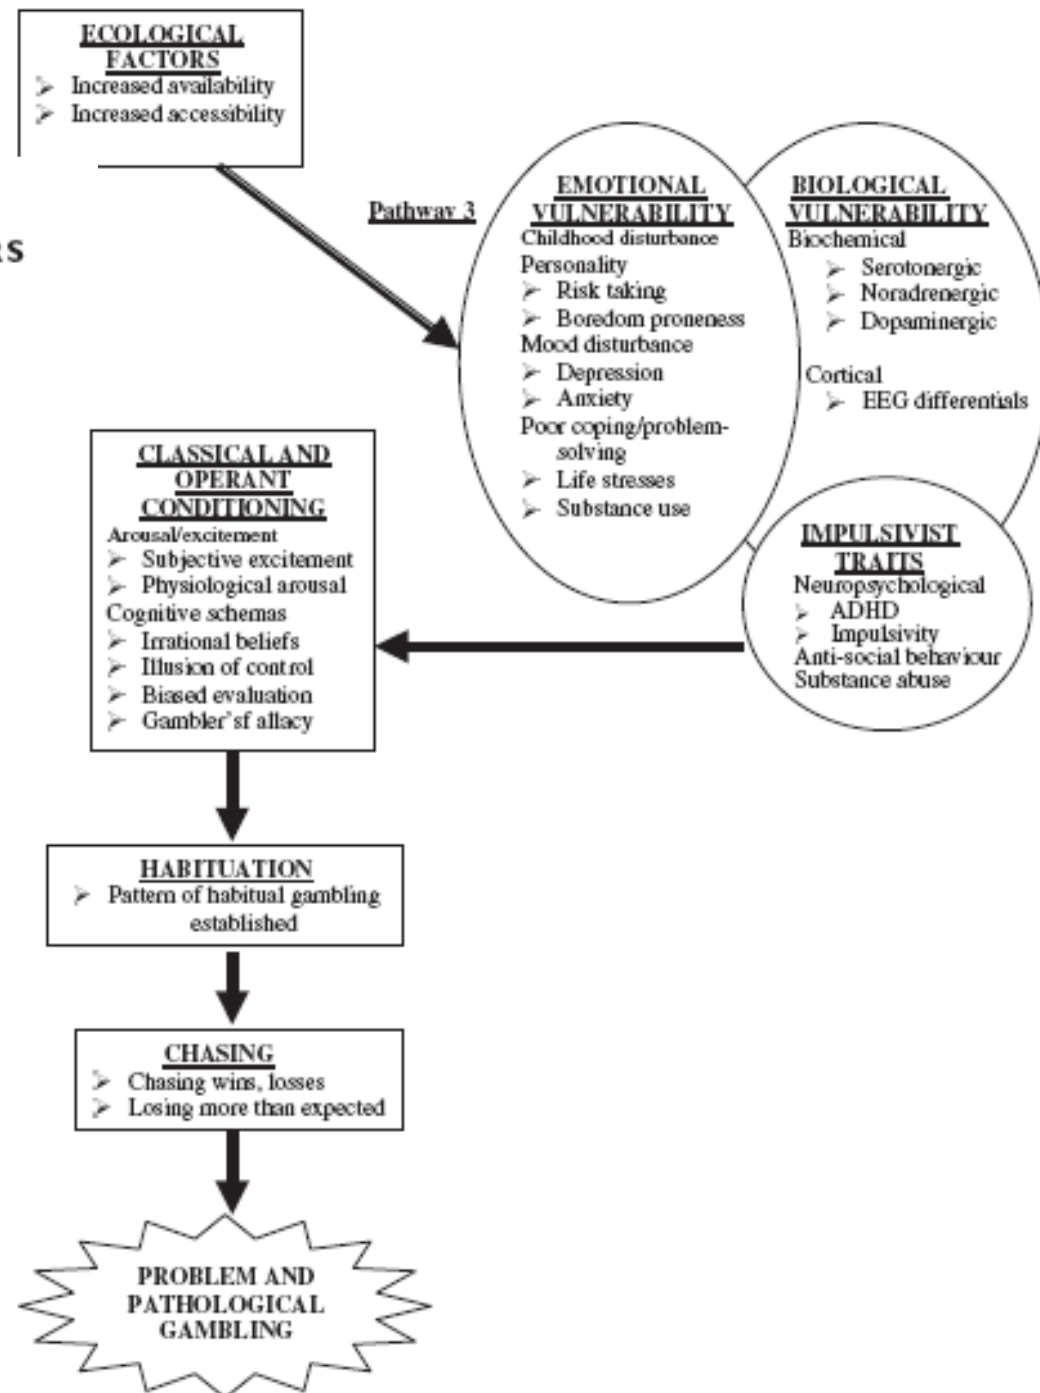 ECOLOGICAL
FACTORS
➢ Increased availability
➢ Increased accessibility
RS
Pathway 3
EMOTIONAL
VULNERABILITY
Childhood disturbance
Personality
➢ Risk taking
➢ Boredom proneness
Mood disturbance
➢ Depression
➢ Anxiety
Poor coping/problem-
solving
➢ Life stresses
➢ Substance use
BIOLOGICAL
VULNERABILITY
Biochemical
➢ Serotonergic
➢ Noradrenergic
➢ Dopaminergic
Cortical
➢ EEG differentials
IMPULSIVIST
TRAITS
Neuropsychological
➢ ADHD
➢ Impulsivity
Anti-social behaviour
Substance abuse
CLASSICAL AND
OPERANT
CONDITIONING
Arousal/excitement
➢ Subjective excitement
➢ Physiological arousal
Cognitive schemas
➢ Irrational beliefs
➢ Illusion of control
➢ Biased evaluation
➢ Gambler'sf allacy
HABITUATION
➢ Pattern of habitual gambling
established
CHASING
➢ Chasing wins, losses
➢ Losing more than expected
PROBLEM AND
PATHOLOGICAL
GAMBLING